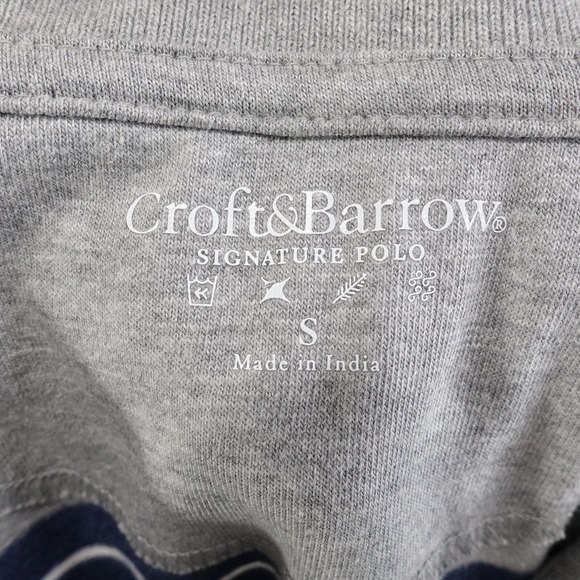 Croft&Barrow®
SIGNATURE POLO
S
Made in India